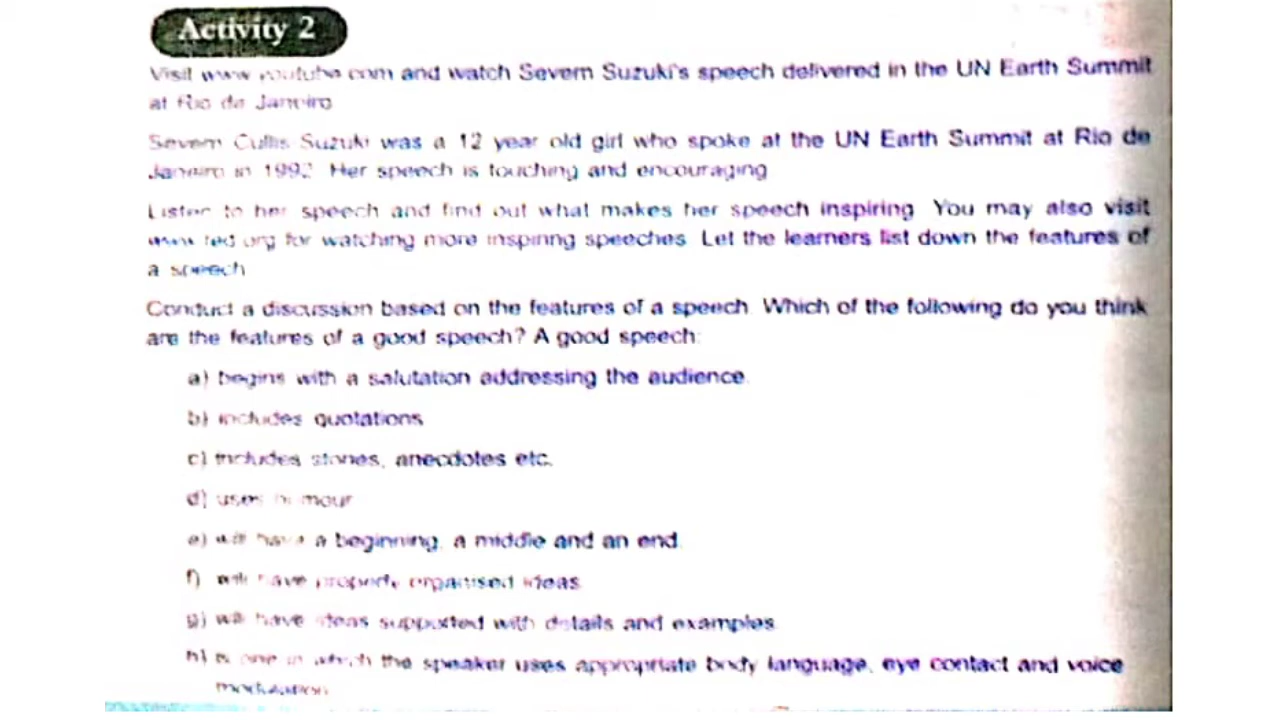 Activity 2
Visit www.youtube.com and watch Severn Suzuki's speech delivered in the UN Earth Summit
at Rio de Janeiro
Severn Cullis Suzuki was a 12 year old girl who spoke at the UN Earth Summit at Rio de
Janeiro in 1992. Her speech is touching and encouraging
Listen to her speech and find out what makes her speech inspiring. You may also visit
www.ted.org for watching more inspiring speeches. Let the learners list down the features of
a speech
Conduct a discussion based on the features of a speech. Which of the following do you think
are the features of a good speech? A good speech:
a) begins with a salutation addressing the audience.
b) includes quotations
c) includes stories, anecdotes etc.
d) uses humour
e) will have a beginning, a middle and an end.
f) will have properly organised ideas
g) will have ideas supported with details and examples.
h) is one in which the speaker uses appropriate body language, eye contact and voice
modulation